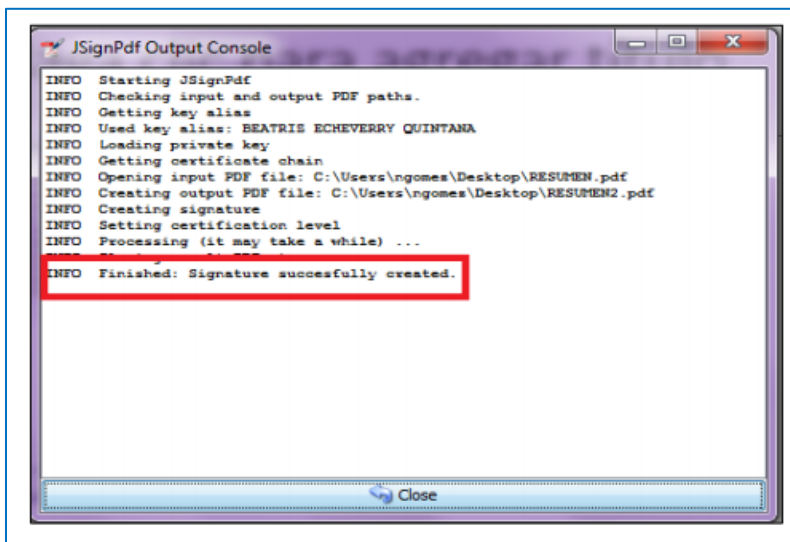 JSignPdf Output Console
INFO Starting JSignPdf
INFO Checking input and output PDF paths.
INFO Getting key alias
INFO Used key alias: BEATRIS ECHEVERRY QUINTANA
INFO Loading private key
INFO Getting certificate chain
INFO Opening input PDF file: C:\Users\ngomes\Desktop\RESUMEN.pdf
INFO Creating output PDF file: C:\Users\ngomes\Desktop\RESUMEN2.pdf
INFO Creating signature
INFO Setting certification level
INFO Processing (it may take a while) ...
INFO Finished: Signature succesfully created.
Close